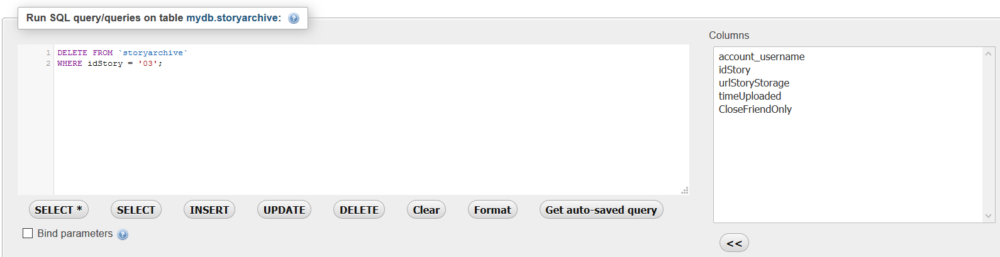 Run SQL query/queries on table mydb.storyarchive:
1 DELETE FROM `storyarchive`
2 WHERE idStory = '03';
Columns
account_username
idStory
urlStoryStorage
timeUploaded
CloseFriendOnly
SELECT * SELECT INSERT UPDATE DELETE Clear Format Get auto-saved query
Bind parameters
<<